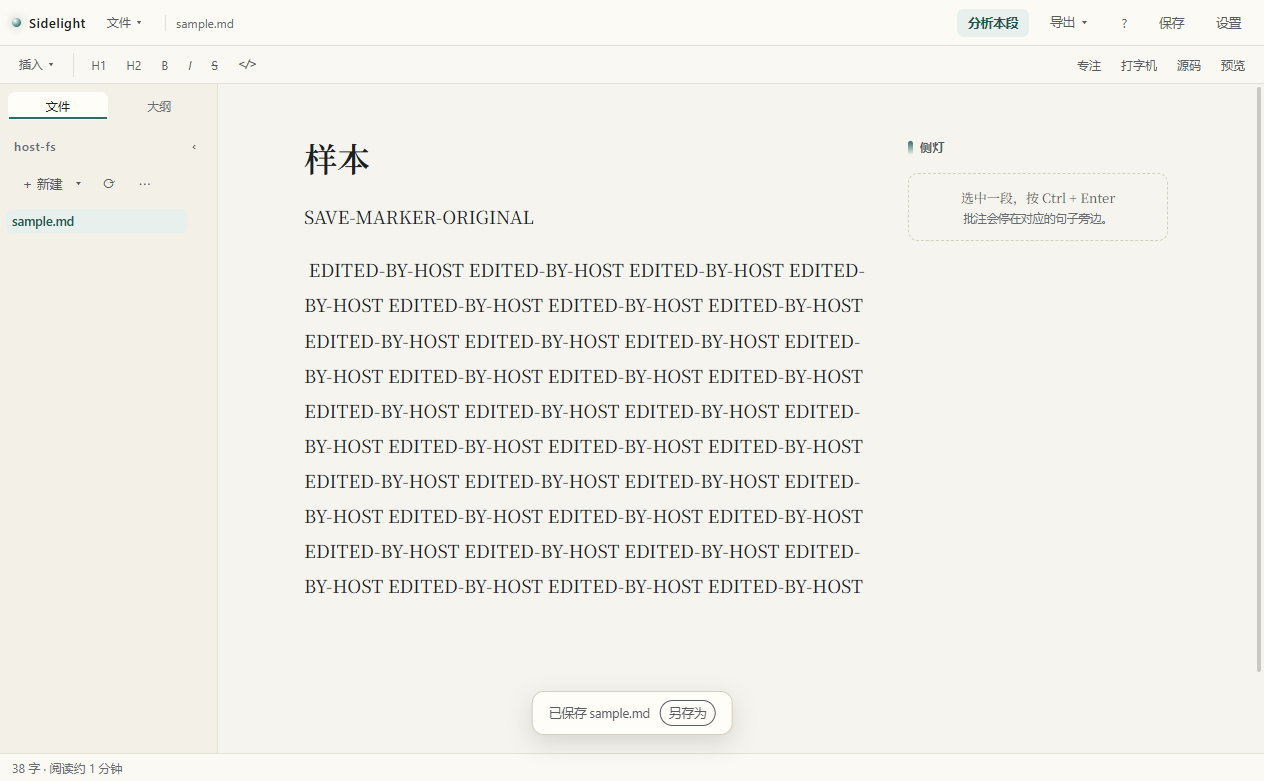 Sidelight 文件 sample.md 分析本段 导出 ? 保存 设置
插入 H1 H2 B I S </> 专注 打字机 源码 预览
文件 大纲
host-fs ‹
+ 新建 ⟳ ···
sample.md
样本
SAVE-MARKER-ORIGINAL
EDITED-BY-HOST EDITED-BY-HOST EDITED-BY-HOST EDITED-
BY-HOST EDITED-BY-HOST EDITED-BY-HOST EDITED-BY-HOST
EDITED-BY-HOST EDITED-BY-HOST EDITED-BY-HOST EDITED-
BY-HOST EDITED-BY-HOST EDITED-BY-HOST EDITED-BY-HOST
EDITED-BY-HOST EDITED-BY-HOST EDITED-BY-HOST EDITED-
BY-HOST EDITED-BY-HOST EDITED-BY-HOST EDITED-BY-HOST
EDITED-BY-HOST EDITED-BY-HOST EDITED-BY-HOST EDITED-
BY-HOST EDITED-BY-HOST EDITED-BY-HOST EDITED-BY-HOST
EDITED-BY-HOST EDITED-BY-HOST EDITED-BY-HOST EDITED-
BY-HOST EDITED-BY-HOST EDITED-BY-HOST EDITED-BY-HOST
侧灯
选中一段，按 Ctrl + Enter
批注会停在对应的句子旁边。
已保存 sample.md 另存为
38 字 · 阅读约 1 分钟